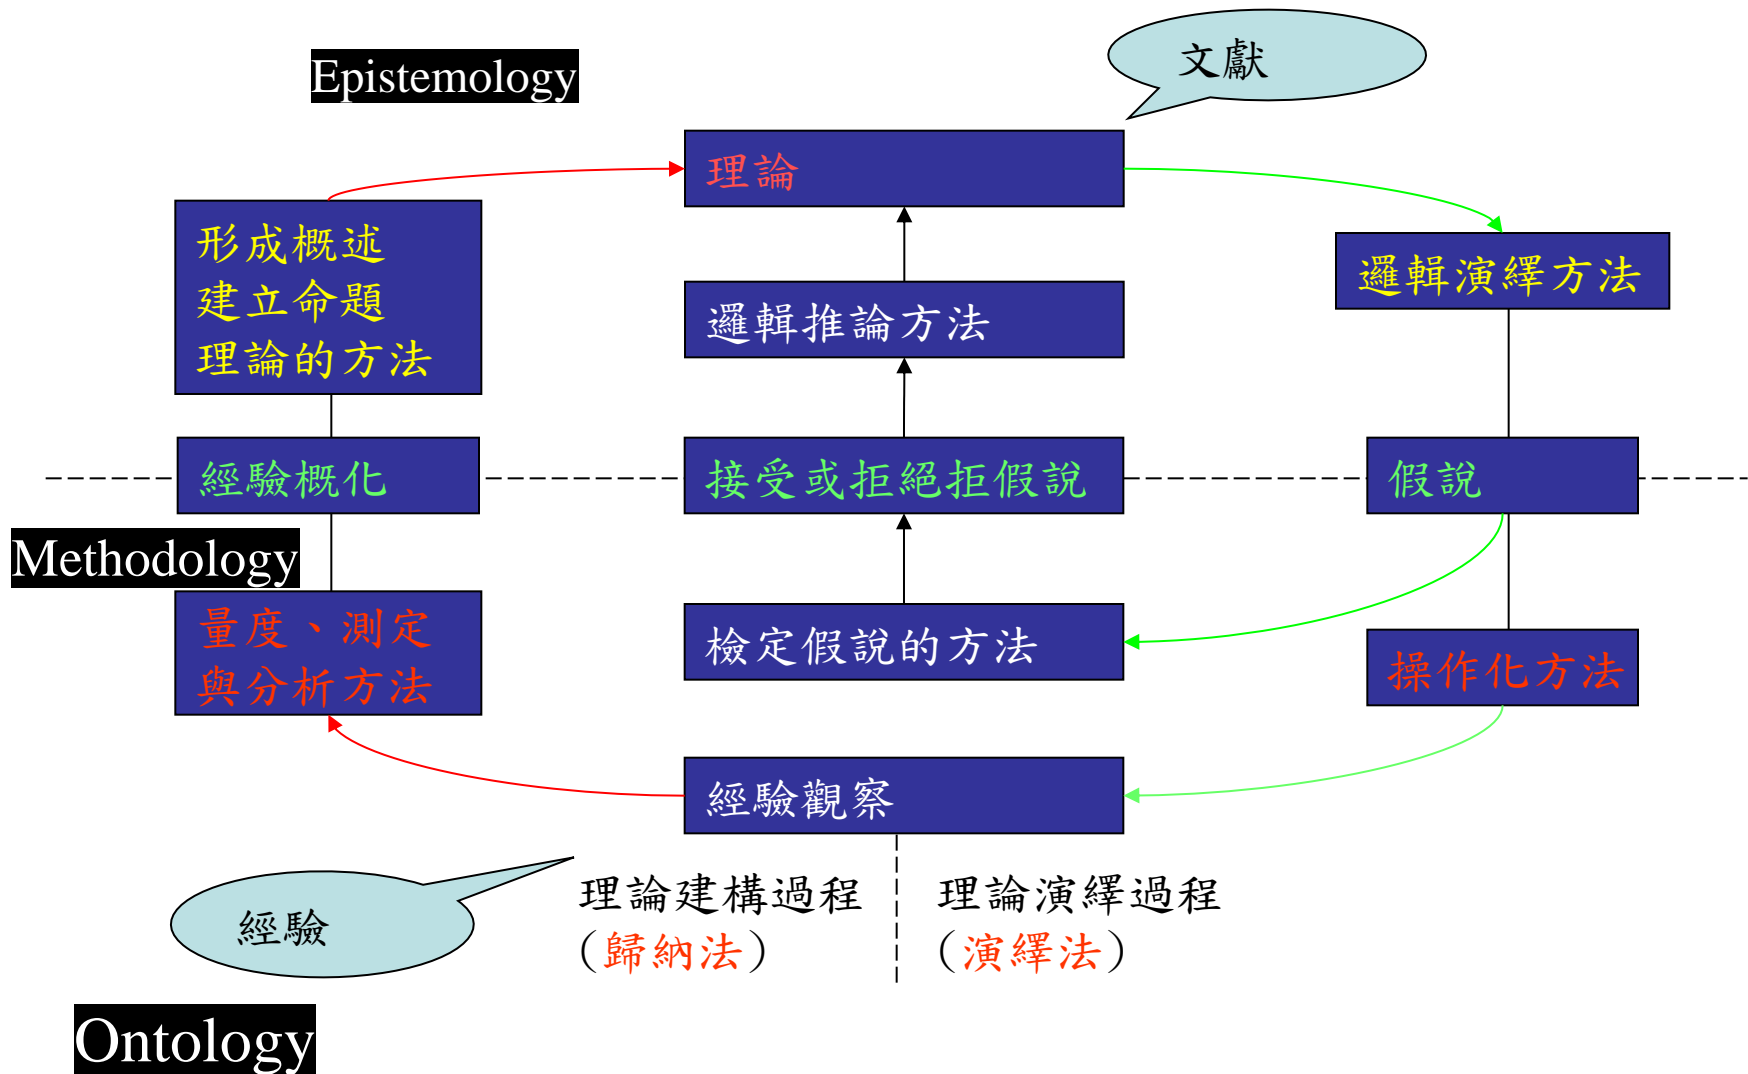 Epistemology
文獻
理論
形成概述
建立命題
理論的方法
邏輯演繹方法
邏輯推論方法
經驗概化
接受或拒絕拒假說
假說
Methodology
量度、測定
與分析方法
檢定假說的方法
操作化方法
經驗觀察
經驗
理論建構過程
(歸納法)
理論演繹過程
(演繹法)
Ontology